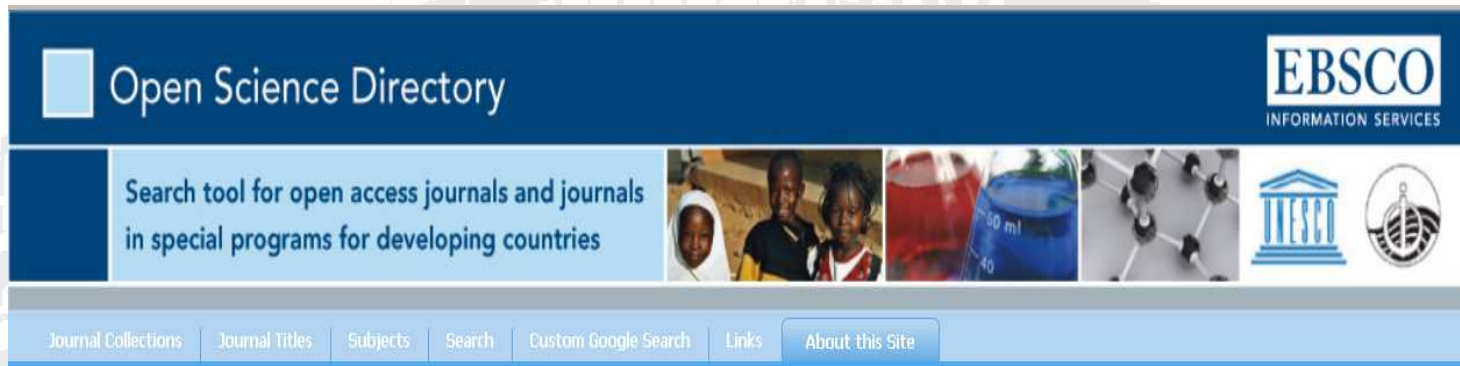 Open Science Directory
EBSCO
INFORMATION SERVICES
Search tool for open access journals and journals
in special programs for developing countries
50 ml
40
UNESCO
Journal Collections
Journal Titles
Subjects
Search
Custom Google Search
Links
About this Site